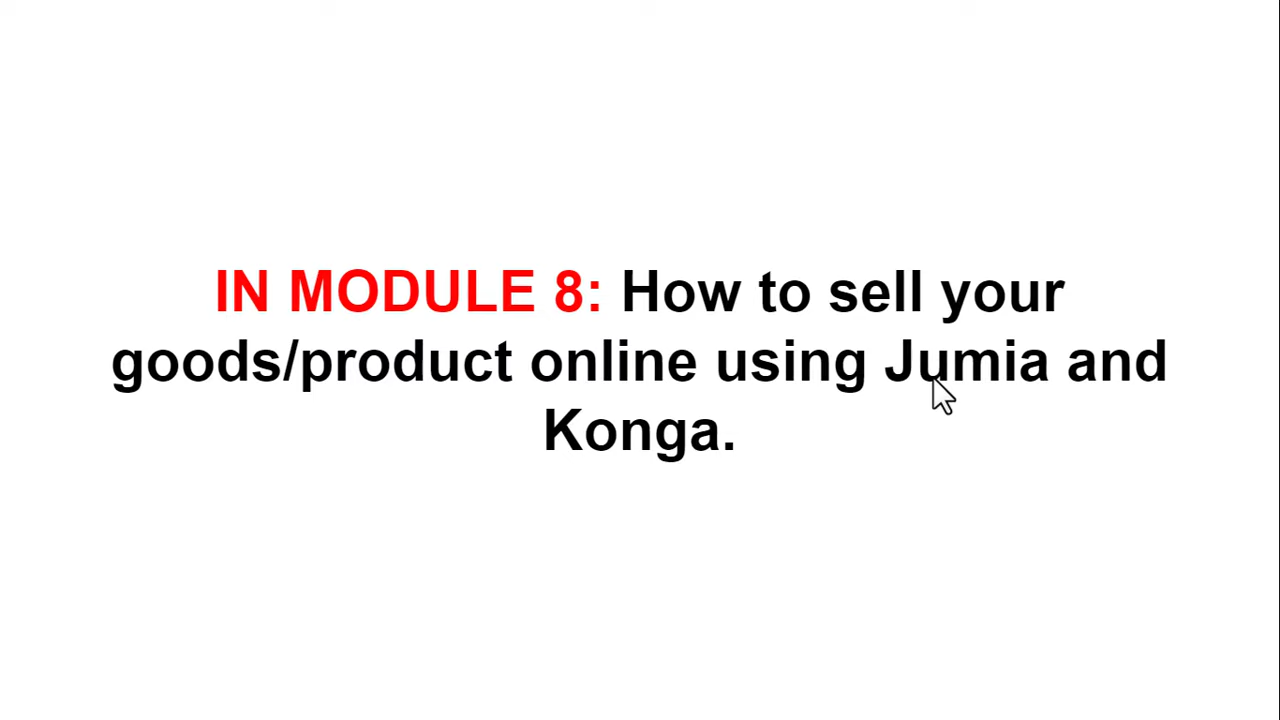 IN MODULE 8: How to sell your
goods/product online using Jumia and
Konga.